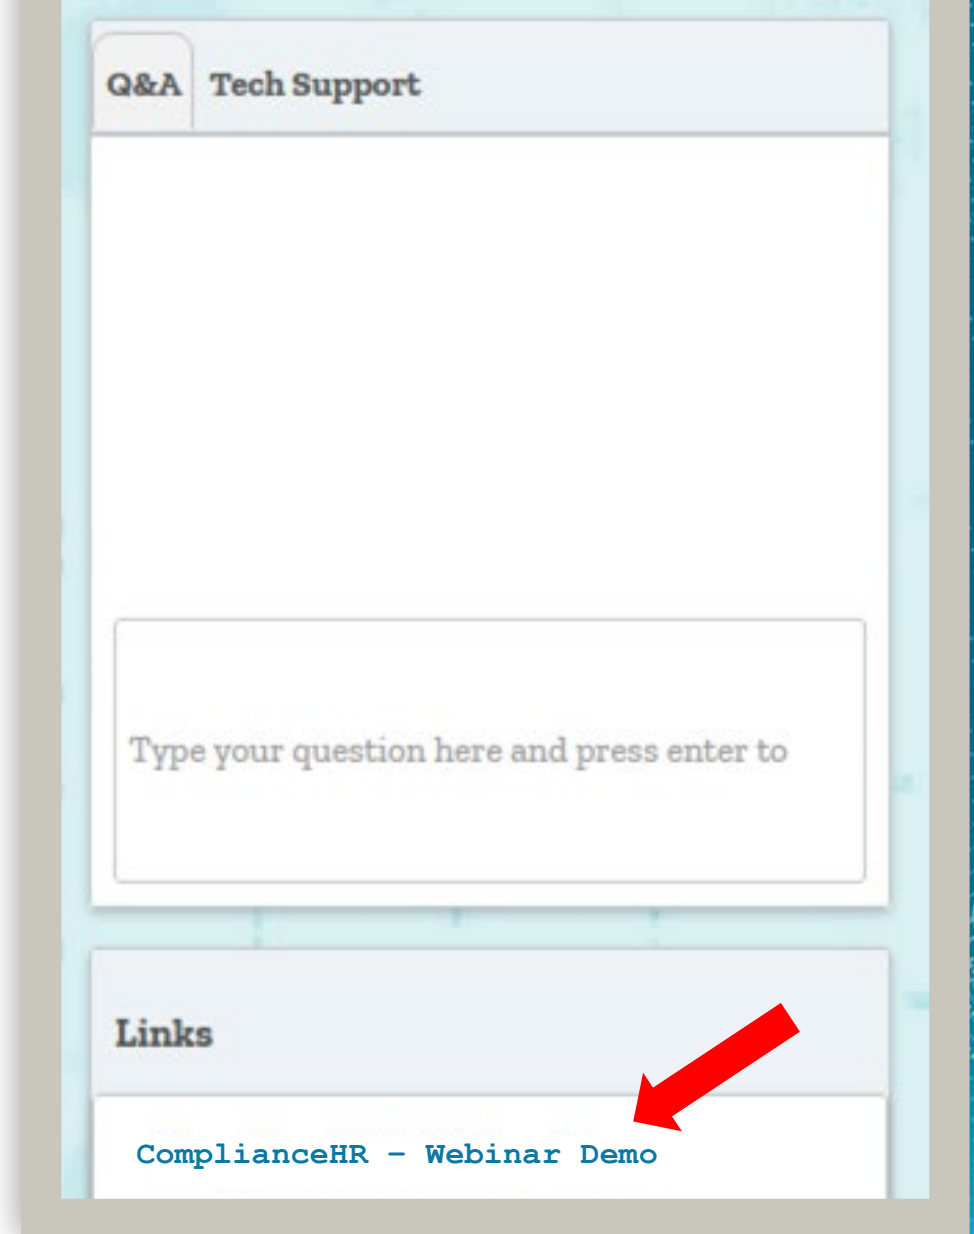 Q&A Tech Support
Type your question here and press enter to
Links
ComplianceHR – Webinar Demo